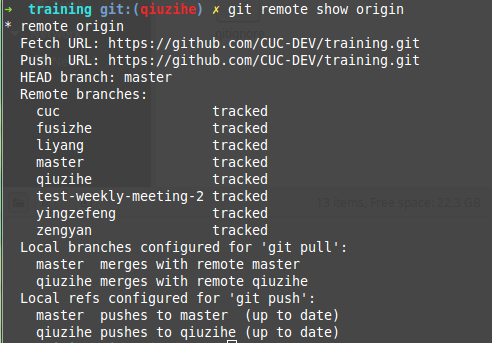 ➜  training git:(qiuzihe) ✗ git remote show origin
* remote origin
  Fetch URL: https://github.com/CUC-DEV/training.git
  Push  URL: https://github.com/CUC-DEV/training.git
  HEAD branch: master
  Remote branches:
    cuc                   tracked
    fusizhe               tracked
    liyang                tracked
    master                tracked
    qiuzihe               tracked
    test-weekly-meeting-2 tracked
    yingzefeng            tracked
    zengyan               tracked
  Local branches configured for 'git pull':
    master  merges with remote master
    qiuzihe merges with remote qiuzihe
  Local refs configured for 'git push':
    master  pushes to master  (up to date)
    qiuzihe pushes to qiuzihe (up to date)
13 items, Free space: 22.3 GB